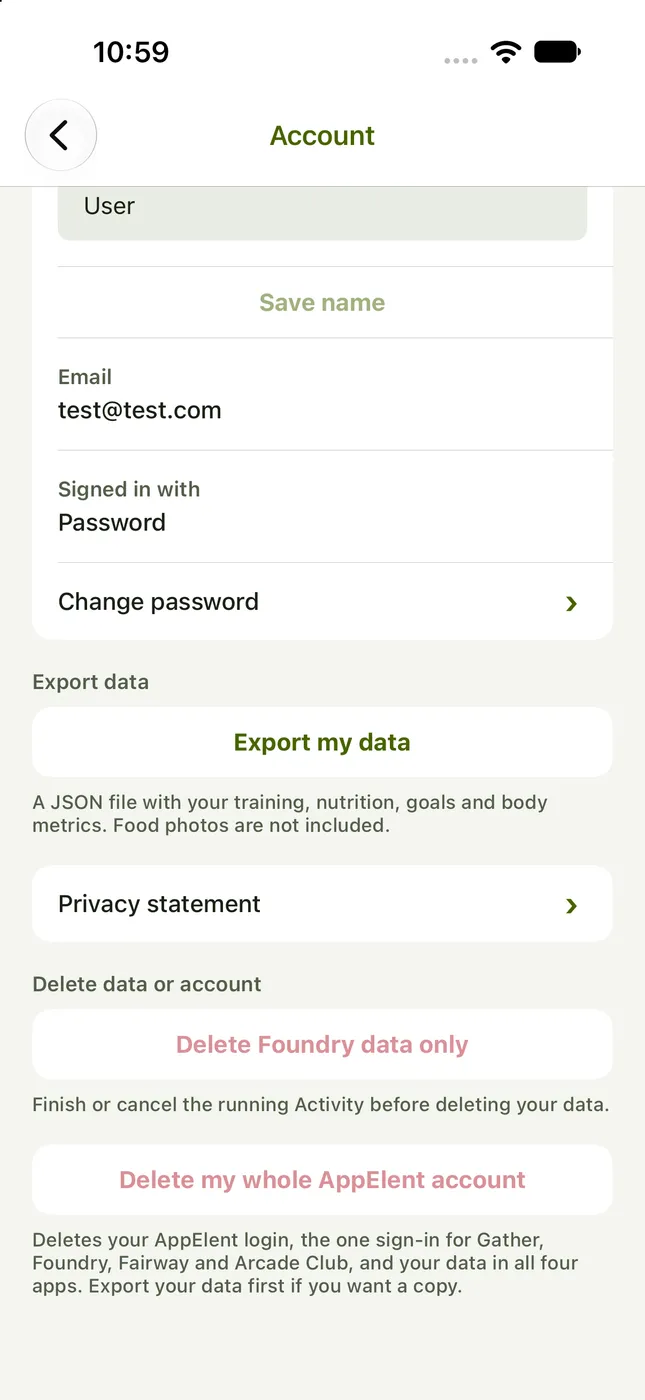 10:59
Account
User
Save name
Email
test@test.com
Signed in with
Password
Change password
Export data
Export my data
A JSON file with your training, nutrition, goals and body
metrics. Food photos are not included.
Privacy statement
Delete data or account
Delete Foundry data only
Finish or cancel the running Activity before deleting your data.
Delete my whole AppElent account
Deletes your AppElent login, the one sign-in for Gather,
Foundry, Fairway and Arcade Club, and your data in all four
apps. Export your data first if you want a copy.